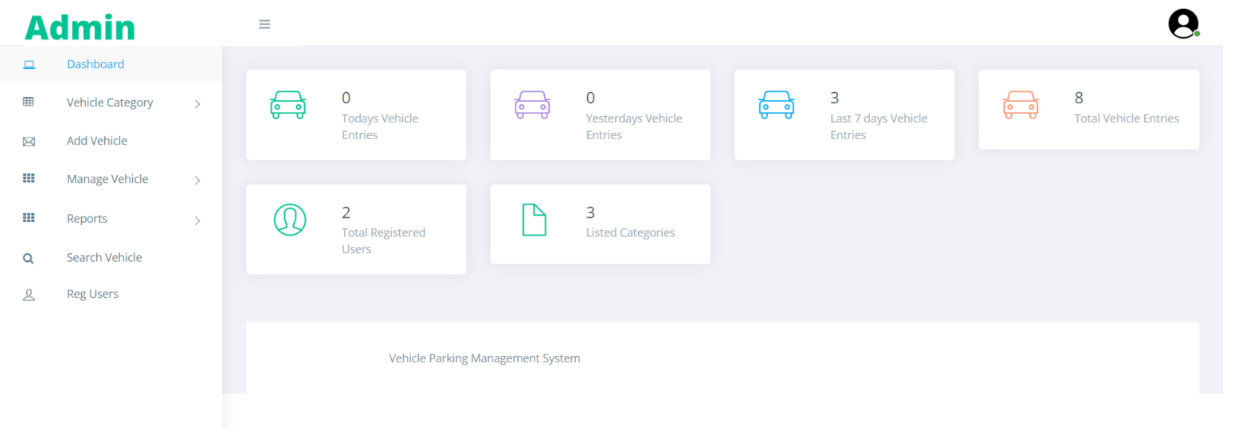 Admin
Dashboard
Vehicle Category
Add Vehicle
Manage Vehicle
Reports
Search Vehicle
Reg Users
0
Todays Vehicle
Entries
0
Yesterdays Vehicle
Entries
3
Last 7 days Vehicle
Entries
8
Total Vehicle Entries
2
Total Registered
Users
3
Listed Categories
Vehicle Parking Management System